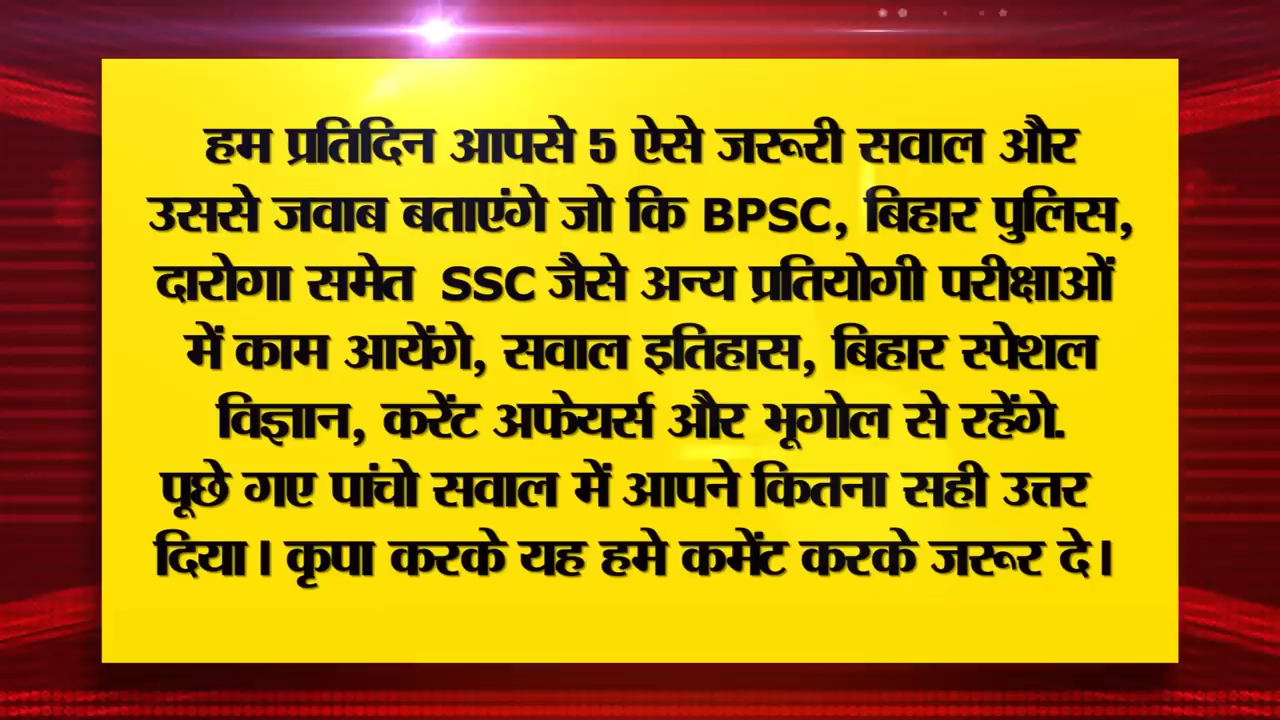 हम प्रतिदिन आपसे 5 ऐसे जरूरी सवाल और
उससे जवाब बताएंगे जो कि BPSC, बिहार पुलिस,
दारोगा समेत SSC जैसे अन्य प्रतियोगी परीक्षाओं
में काम आयेंगे, सवाल इतिहास, बिहार स्पेशल
विज्ञान, करेंट अफेयर्स और भूगोल से रहेंगे.
पूछे गए पांचो सवाल में आपने कितना सही उत्तर
दिया। कृपा करके यह हमे कमेंट करके जरूर दे।